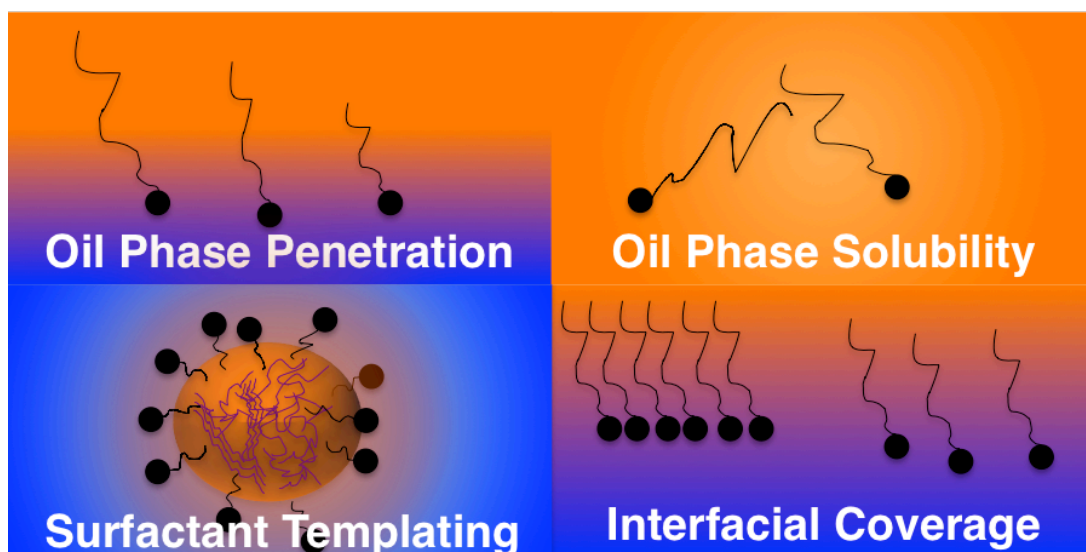 Oil Phase Penetration
Oil Phase Solubility
Surfactant Templating
Interfacial Coverage